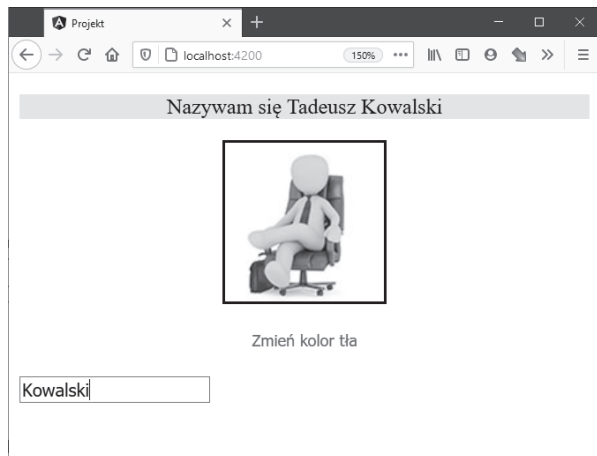 Projekt
localhost:4200 150%
Nazywam się Tadeusz Kowalski
Zmień kolor tła
Kowalski